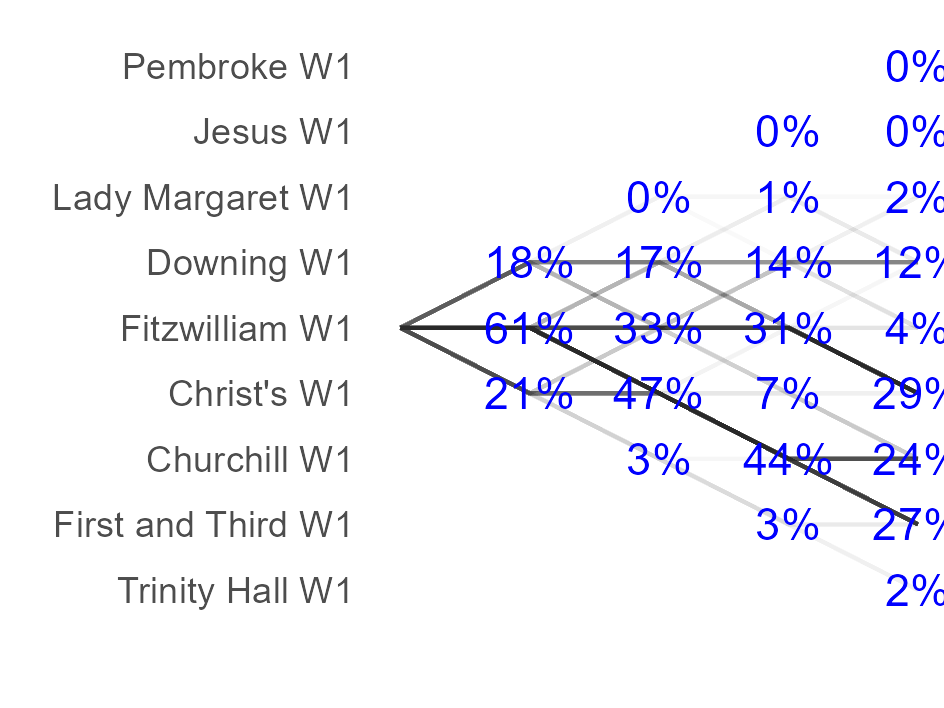 Pembroke W1 0%
Jesus W1 0% 0%
Lady Margaret W1 0% 1% 2%
Downing W1 18% 17% 14% 12%
Fitzwilliam W1 61% 33% 31% 4%
Christ's W1 21% 47% 7% 29%
Churchill W1 3% 44% 24%
First and Third W1 3% 27%
Trinity Hall W1 2%